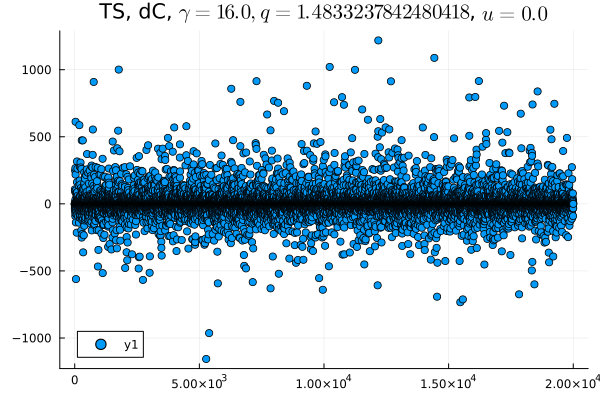 TS, dC, γ = 16.0, q = 1.4833237842480418, u = 0.0
1000
500
0
−500
−1000
y1
0 5.00×10³ 1.00×10⁴ 1.50×10⁴ 2.00×10⁴